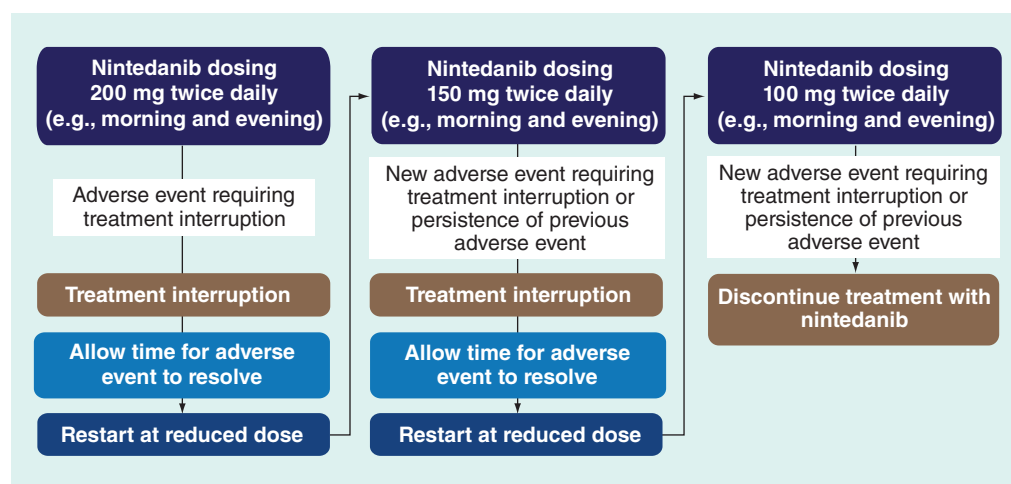 Nintedanib dosing
200 mg twice daily
(e.g., morning and evening)
Adverse event requiring
treatment interruption
Treatment interruption
Allow time for adverse
event to resolve
Restart at reduced dose
Nintedanib dosing
150 mg twice daily
(e.g., morning and evening)
New adverse event requiring
treatment interruption or
persistence of previous
adverse event
Treatment interruption
Allow time for adverse
event to resolve
Restart at reduced dose
Nintedanib dosing
100 mg twice daily
(e.g., morning and evening)
New adverse event requiring
treatment interruption or
persistence of previous
adverse event
Discontinue treatment with
nintedanib